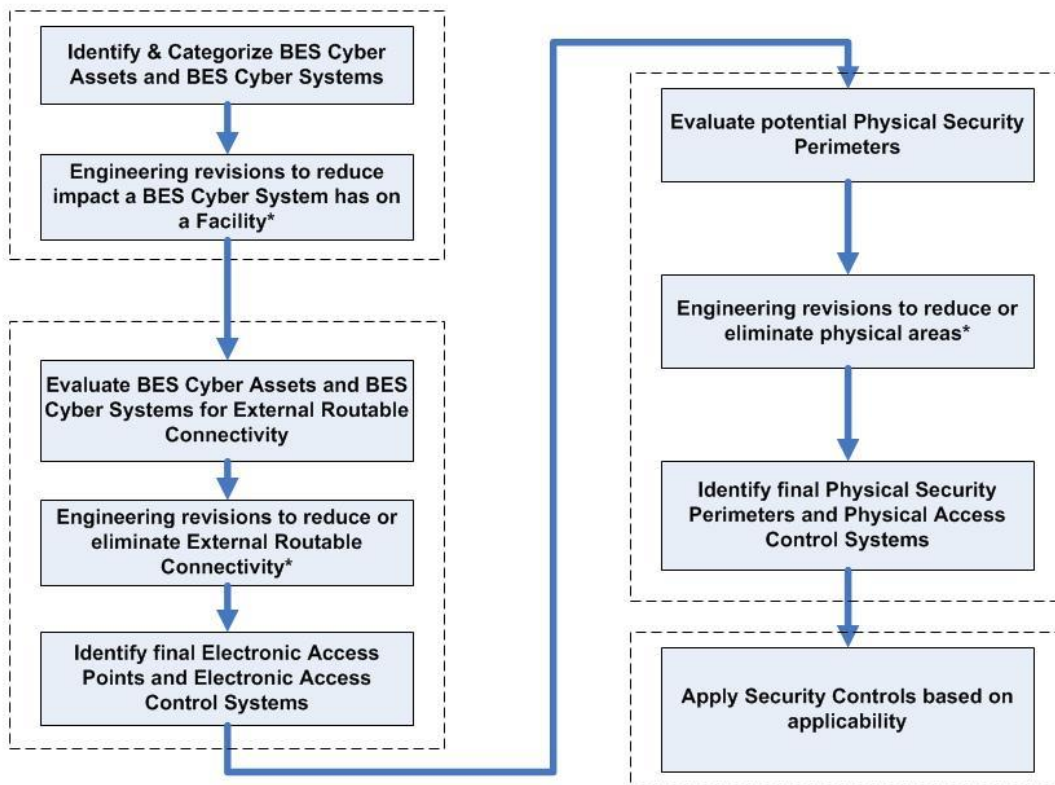 Identify & Categorize BES Cyber
Assets and BES Cyber Systems
Engineering revisions to reduce
impact a BES Cyber System has on
a Facility*
Evaluate BES Cyber Assets and BES
Cyber Systems for External Routable
Connectivity
Engineering revisions to reduce or
eliminate External Routable
Connectivity*
Identify final Electronic Access
Points and Electronic Access
Control Systems
Evaluate potential Physical Security
Perimeters
Engineering revisions to reduce or
eliminate physical areas*
Identify final Physical Security
Perimeters and Physical Access
Control Systems
Apply Security Controls based on
applicability